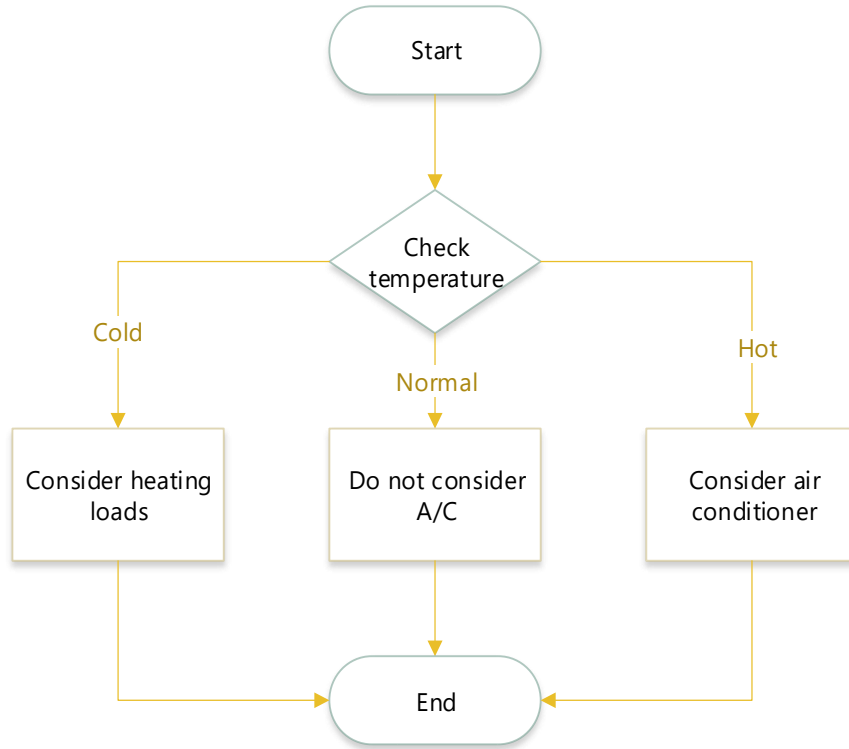 Start
Check
temperature
Cold
Normal
Hot
Consider heating
loads
Do not consider
A/C
Consider air
conditioner
End